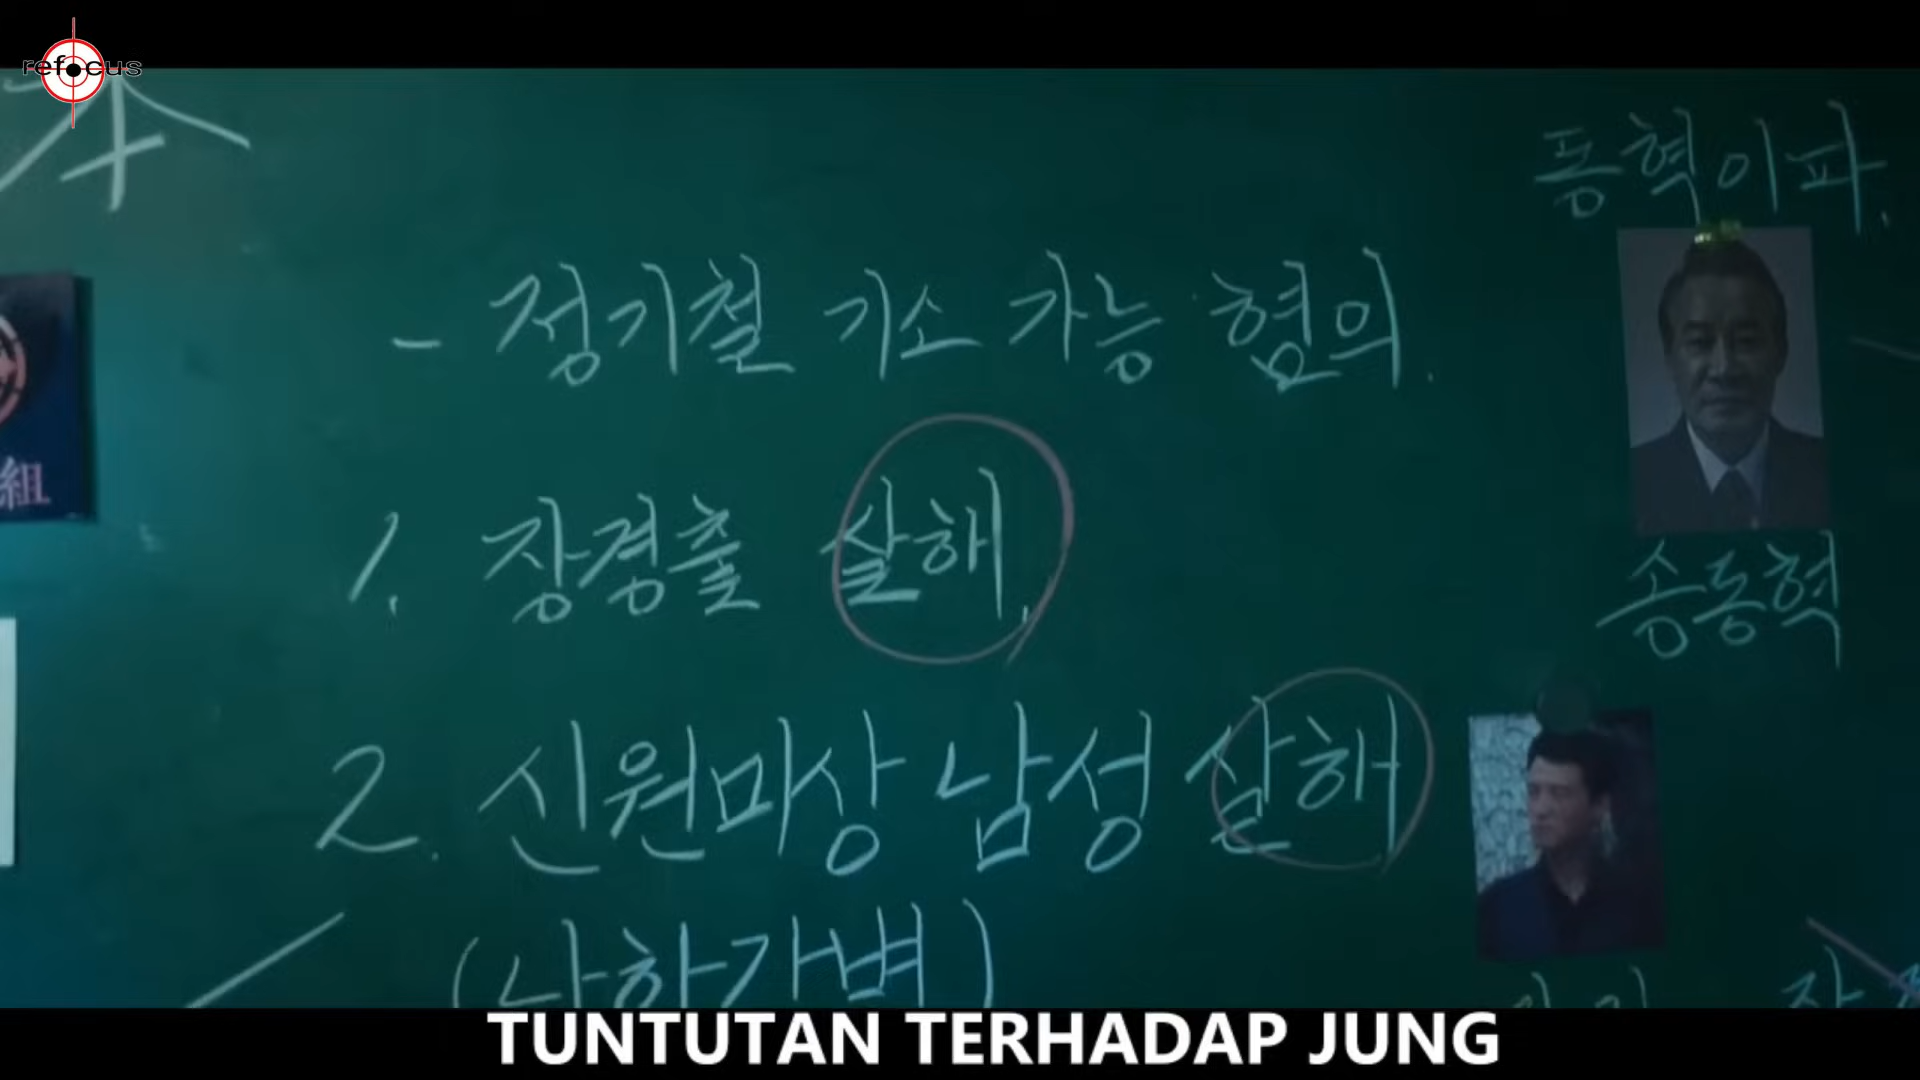 refocus
本
동혁이파.
- 정기철 기소 가능 혐의.
組
1. 장경출 살해.
송동혁
2. 신원미상 남성 살해
TUNTUTAN TERHADAP JUNG